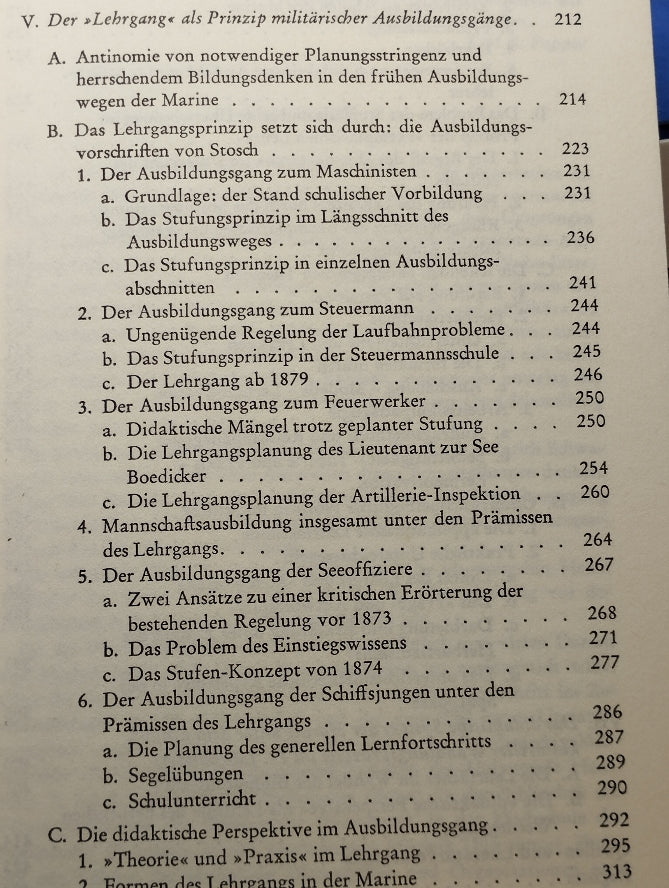 V. Der »Lehrgang« als Prinzip militärischer Ausbildungsgänge. . 212
A. Antinomie von notwendiger Planungsstringenz und
herrschendem Bildungsdenken in den frühen Ausbildungs-
wegen der Marine . . . . . . . . . . . . . . . . 214
B. Das Lehrgangsprinzip setzt sich durch: die Ausbildungs-
vorschriften von Stosch . . . . . . . . . . . . . . 223
1. Der Ausbildungsgang zum Maschinisten . . . . . . . 231
a. Grundlage: der Stand schulischer Vorbildung . . . 231
b. Das Stufungsprinzip im Längsschnitt des
Ausbildungsweges . . . . . . . . . . . . . . . 236
c. Das Stufungsprinzip in einzelnen Ausbildungs-
abschnitten . . . . . . . . . . . . . . . . . 241
2. Der Ausbildungsgang zum Steuermann . . . . . . . 244
a. Ungenügende Regelung der Laufbahnprobleme . . . 244
b. Das Stufungsprinzip in der Steuermannsschule . . . 245
c. Der Lehrgang ab 1879 . . . . . . . . . . . . . 246
3. Der Ausbildungsgang zum Feuerwerker . . . . . . . 250
a. Didaktische Mängel trotz geplanter Stufung . . . . 250
b. Die Lehrgangsplanung des Lieutenant zur See
Boedicker . . . . . . . . . . . . . . . . . . 254
c. Die Lehrgangsplanung der Artillerie-Inspektion . . 260
4. Mannschaftsausbildung insgesamt unter den Prämissen
des Lehrgangs. . . . . . . . . . . . . . . . . . 264
5. Der Ausbildungsgang der Seeoffiziere . . . . . . . . 267
a. Zwei Ansätze zu einer kritischen Erörterung der
bestehenden Regelung vor 1873 . . . . . . . . . 268
b. Das Problem des Einstiegswissens . . . . . . . . 271
c. Das Stufen-Konzept von 1874 . . . . . . . . . 277
6. Der Ausbildungsgang der Schiffsjungen unter den
Prämissen des Lehrgangs . . . . . . . . . . . . . 286
a. Die Planung des generellen Lernfortschritts . . . . 287
b. Segelübungen . . . . . . . . . . . . . . . . 289
c. Schulunterricht . . . . . . . . . . . . . . . . 290
C. Die didaktische Perspektive im Ausbildungsgang . . . . . 292
1. »Theorie« und »Praxis« im Lehrgang . . . . . . . . 295
2. Formen des Lehrgangs in der Marine . . . . . . . . 313